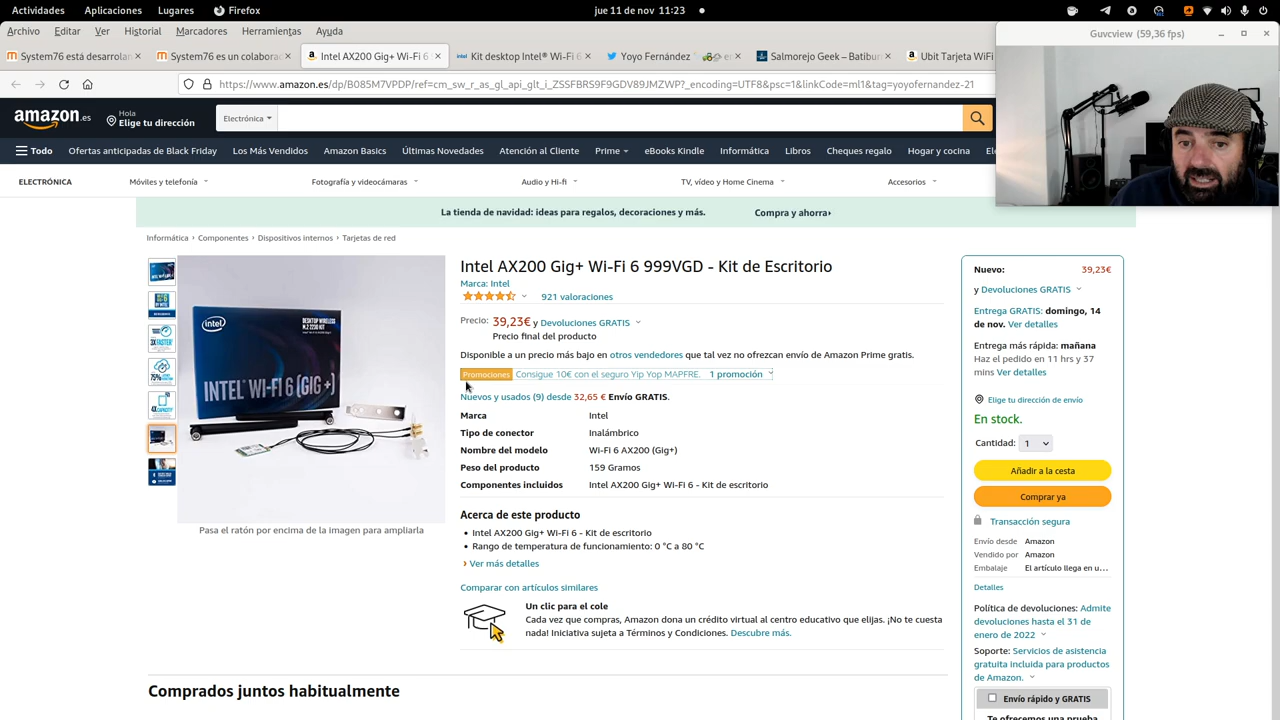 Actividades Aplicaciones Lugares Firefox jue 11 nov 11:23
Archivo Editar Ver Historial Marcadores Herramientas Ayuda
System76 está desarrolan System76 es un colaborado Intel AX200 Gig+ Wi-Fi 6 Kit desktop Intel® Wi-Fi 6 Yoyo Fernández en Salmorejo Geek – Batibur Ubit Tarjeta WiFi
Guvcview (59,36 fps)
https://www.amazon.es/dp/B085M7VPDP/ref=cm_sw_r_as_gl_api_glt_i_ZSSFBRS9F9GDV89JMZWP?_encoding=UTF8&psc=1&linkCode=ml1&tag=yoyofernandez-21
amazon.es
Hola
Elige tu dirección
Electrónica
Todo Ofertas anticipadas de Black Friday Los Más Vendidos Amazon Basics Últimas Novedades Atención al Cliente Prime eBooks Kindle Informática Libros Cheques regalo Hogar y cocina Ele
ELECTRÓNICA Móviles y telefonía Fotografía y videocámaras Audio y Hi-fi TV, vídeo y Home Cinema Accesorios
La tienda de navidad: ideas para regalos, decoraciones y más. Compra y ahorra›
Informática › Componentes › Dispositivos internos › Tarjetas de red
intel
DESKTOP WIRELESS
M.2 2230 KIT
INTEL® WI-FI 6 (GIG+)
Pasa el ratón por encima de la imagen para ampliarla
Intel AX200 Gig+ Wi-Fi 6 999VGD - Kit de Escritorio
Marca: Intel
921 valoraciones
Precio: 39,23€ y Devoluciones GRATIS
Precio final del producto
Disponible a un precio más bajo en otros vendedores que tal vez no ofrezcan envío de Amazon Prime gratis.
Promociones Consigue 10€ con el seguro Yip Yop MAPFRE. 1 promoción
Nuevos y usados (9) desde 32,65 € Envío GRATIS.
Marca Intel
Tipo de conector Inalámbrico
Nombre del modelo Wi-Fi 6 AX200 (Gig+)
Peso del producto 159 Gramos
Componentes incluidos Intel AX200 Gig+ Wi-Fi 6 - Kit de escritorio
Acerca de este producto
• Intel AX200 Gig+ Wi-Fi 6 - Kit de escritorio
• Rango de temperatura de funcionamiento: 0 °C a 80 °C
› Ver más detalles
Comparar con artículos similares
Un clic para el cole
Cada vez que compras, Amazon dona un crédito virtual al centro educativo que elijas. ¡No te cuesta
nada! Iniciativa sujeta a Términos y Condiciones. Descubre más.
Comprados juntos habitualmente
Nuevo: 39,23€
y Devoluciones GRATIS
Entrega GRATIS: domingo, 14
de nov. Ver detalles
Entrega más rápida: mañana
Haz el pedido en 11 hrs y 37
mins Ver detalles
Elige tu dirección de envío
En stock.
Cantidad: 1
Añadir a la cesta
Comprar ya
Transacción segura
Envío desde Amazon
Vendido por Amazon
Embalaje El artículo llega en u…
Detalles
Política de devoluciones: Admite
devoluciones hasta el 31 de
enero de 2022
Soporte: Servicios de asistencia
gratuita incluida para productos
de Amazon.
Envío rápido y GRATIS
Te ofrecemos una prueba